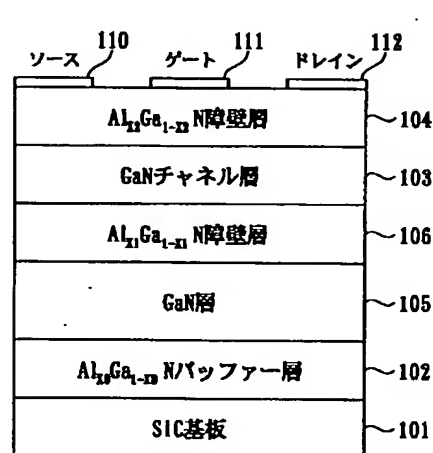 110 111 112
ソース ゲート ドレイン
Al_{X2}Ga_{1-X2}N障壁層 ~104
GaNチャネル層 ~103
Al_{X1}Ga_{1-X1}N障壁層 ~106
GaN層 ~105
Al_{X0}Ga_{1-X0}Nバッファー層 ~102
SiC基板 ~101